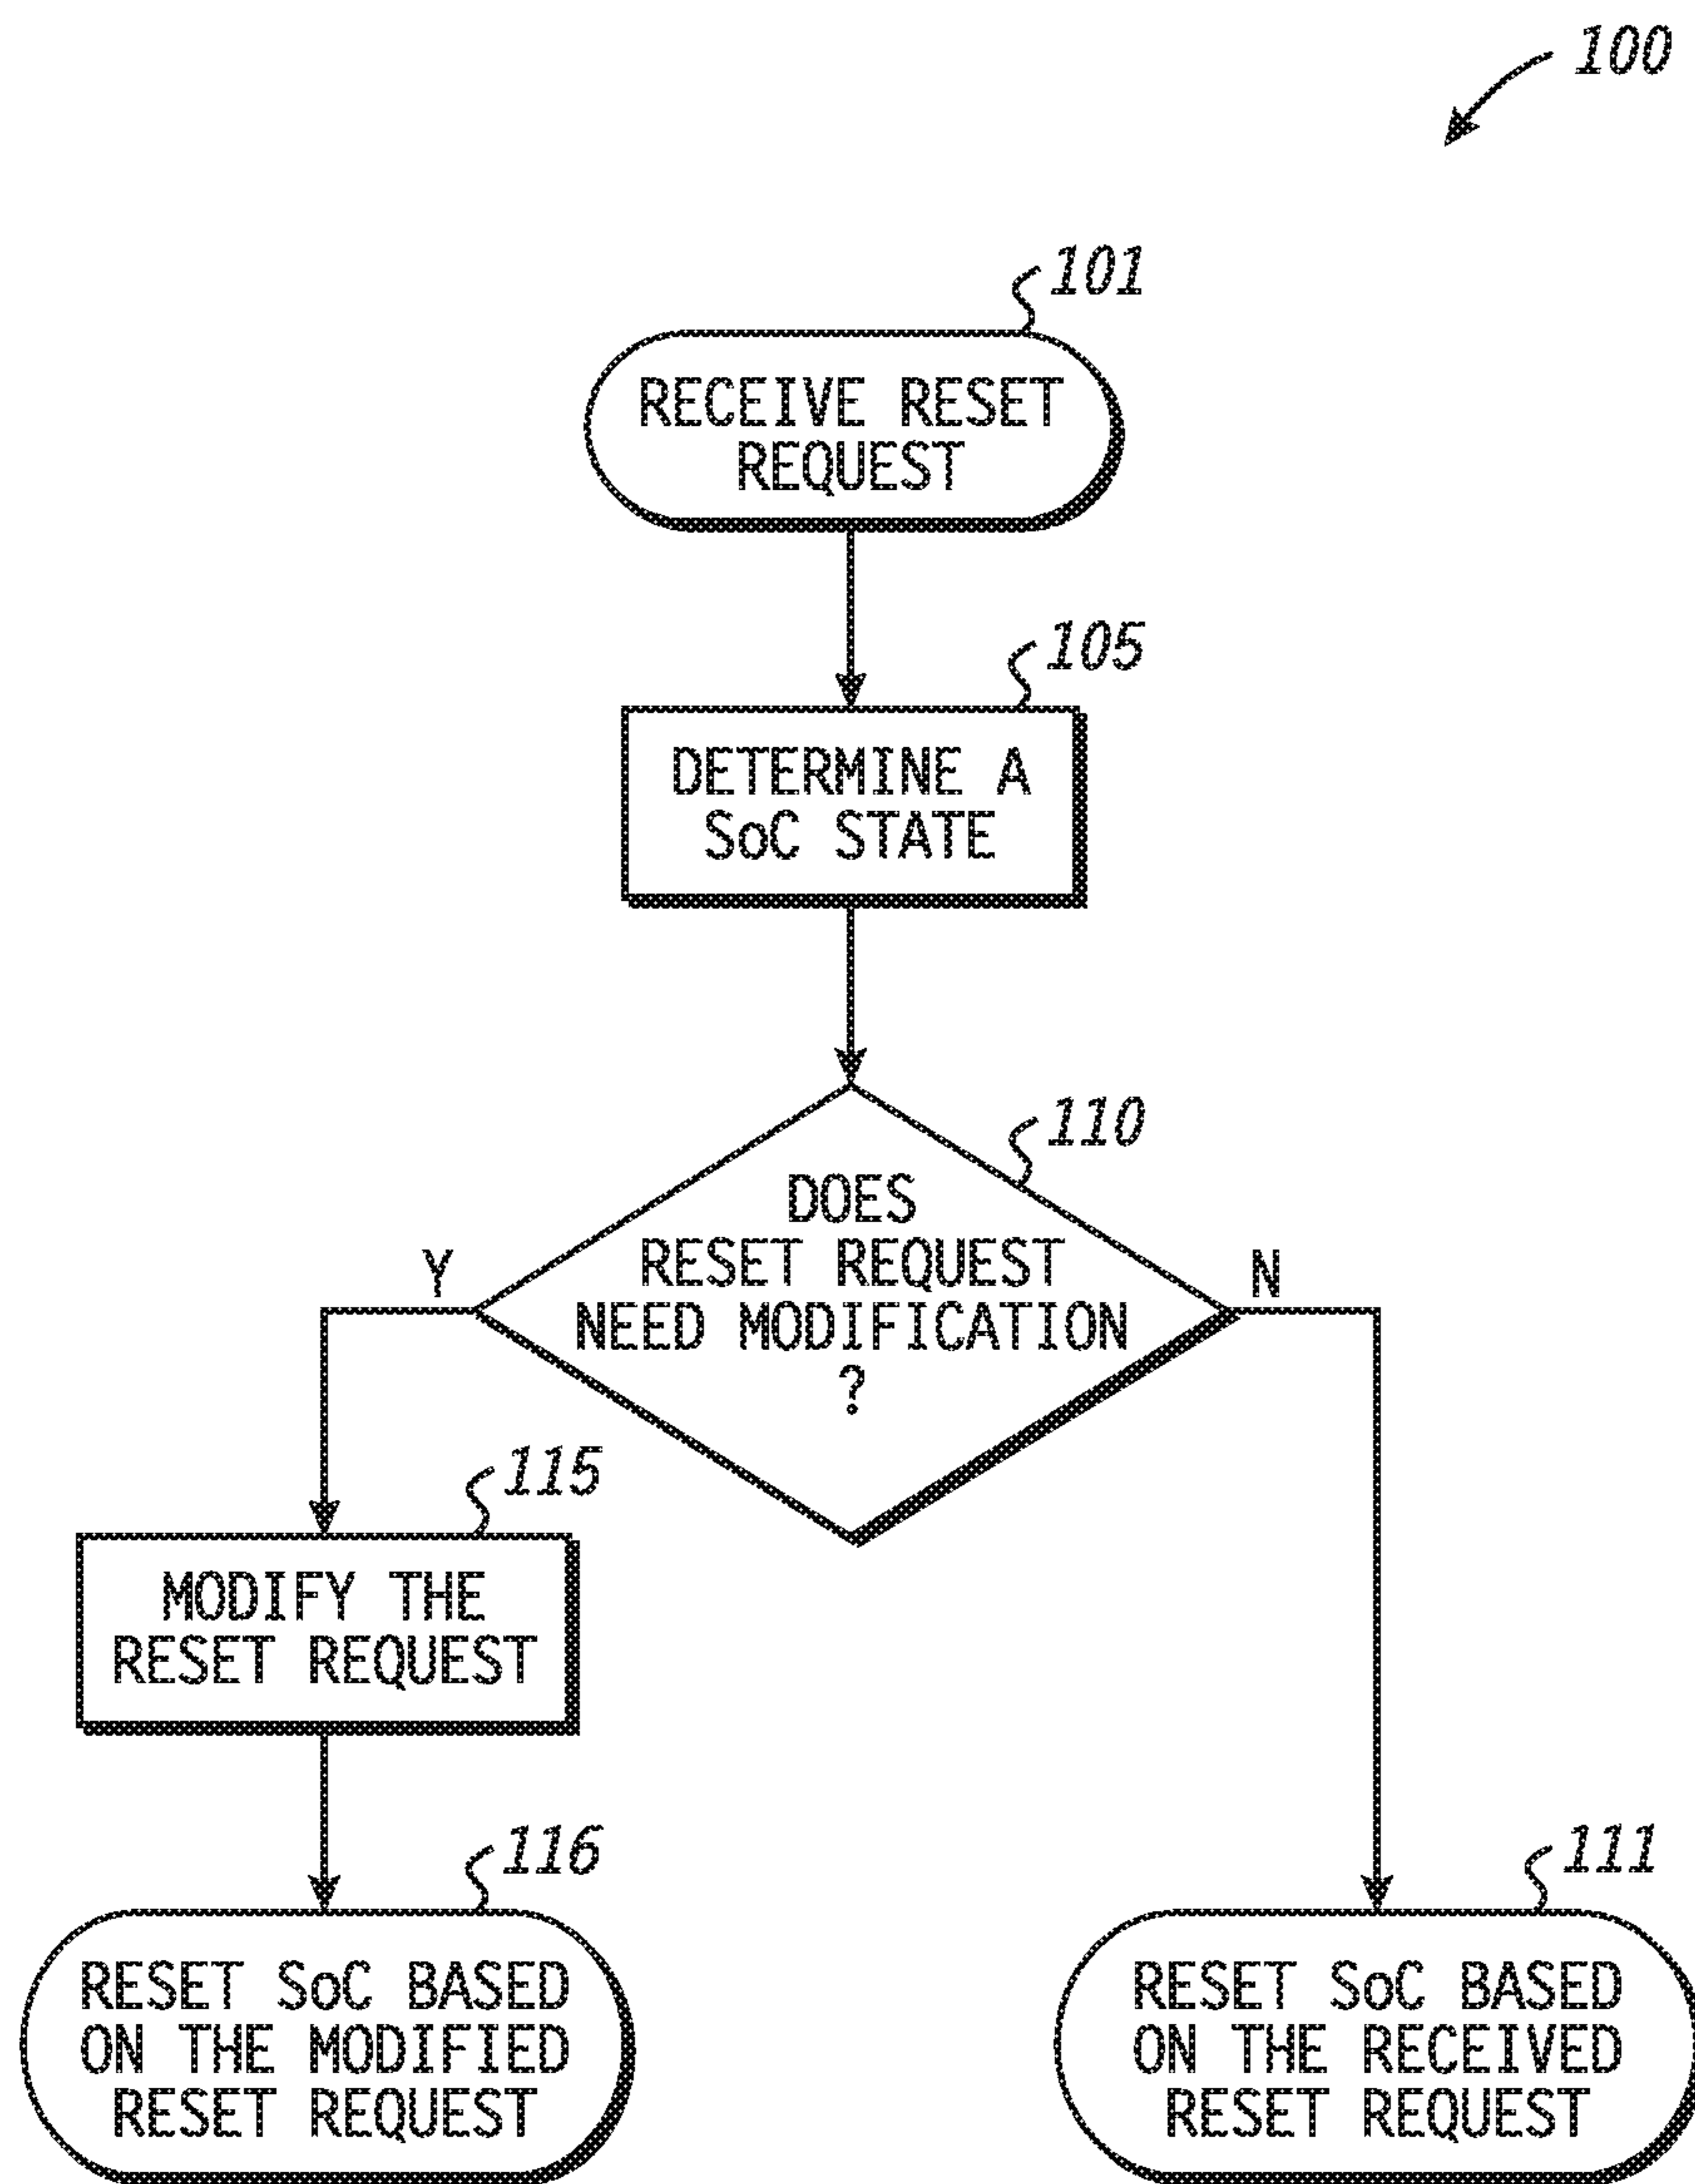 100
101
RECEIVE RESET
REQUEST
105
DETERMINE A
SoC STATE
110
DOES
RESET REQUEST
NEED MODIFICATION
?
Y
N
115
MODIFY THE
RESET REQUEST
116
RESET SoC BASED
ON THE MODIFIED
RESET REQUEST
111
RESET SoC BASED
ON THE RECEIVED
RESET REQUEST